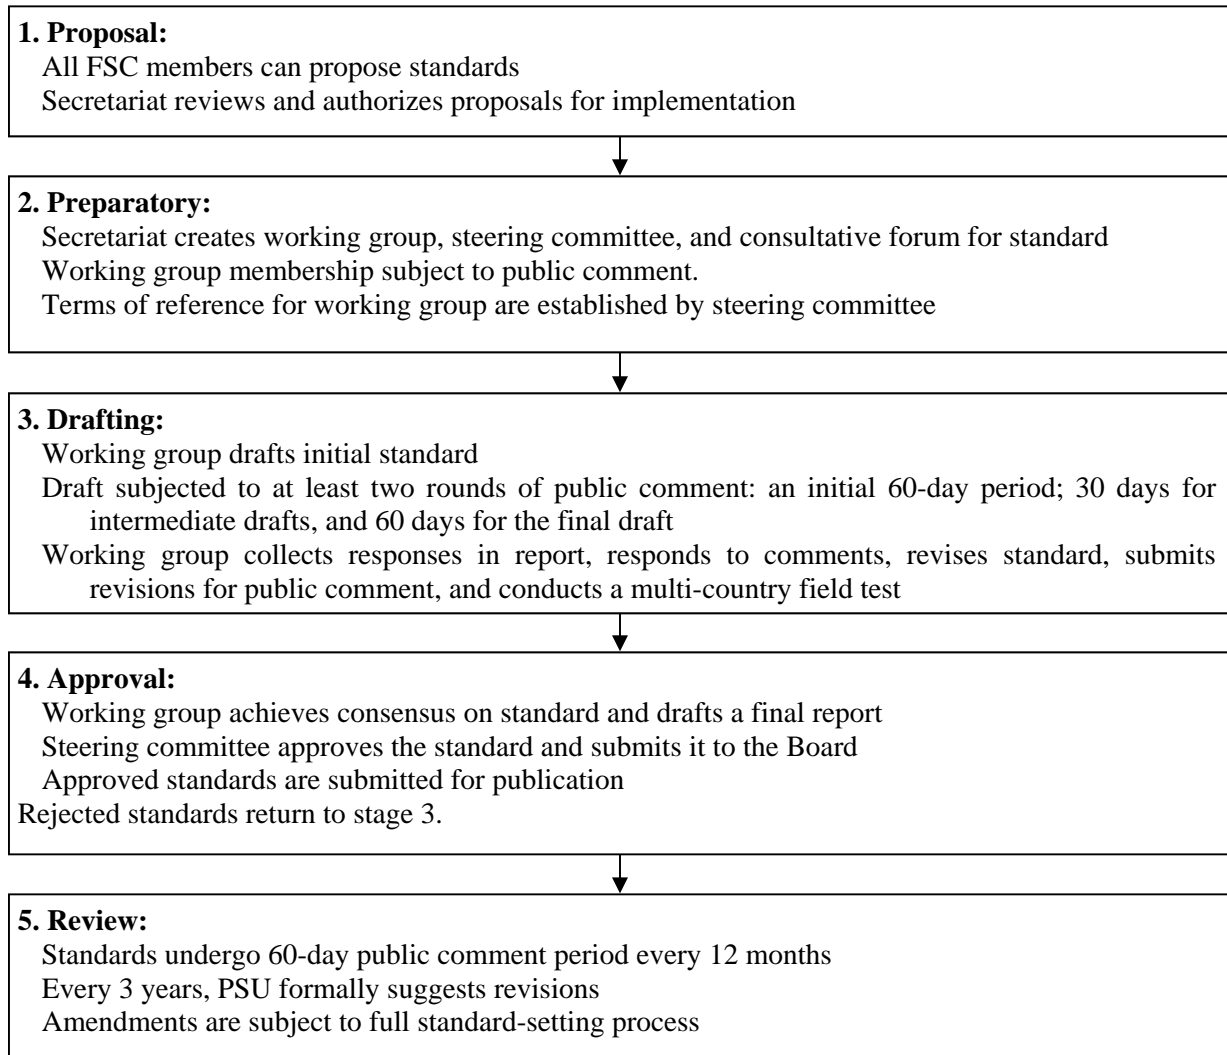 1. Proposal:
All FSC members can propose standards
Secretariat reviews and authorizes proposals for implementation
2. Preparatory:
Secretariat creates working group, steering committee, and consultative forum for standard
Working group membership subject to public comment.
Terms of reference for working group are established by steering committee
3. Drafting:
Working group drafts initial standard
Draft subjected to at least two rounds of public comment: an initial 60-day period; 30 days for
intermediate drafts, and 60 days for the final draft
Working group collects responses in report, responds to comments, revises standard, submits
revisions for public comment, and conducts a multi-country field test
4. Approval:
Working group achieves consensus on standard and drafts a final report
Steering committee approves the standard and submits it to the Board
Approved standards are submitted for publication
Rejected standards return to stage 3.
5. Review:
Standards undergo 60-day public comment period every 12 months
Every 3 years, PSU formally suggests revisions
Amendments are subject to full standard-setting process